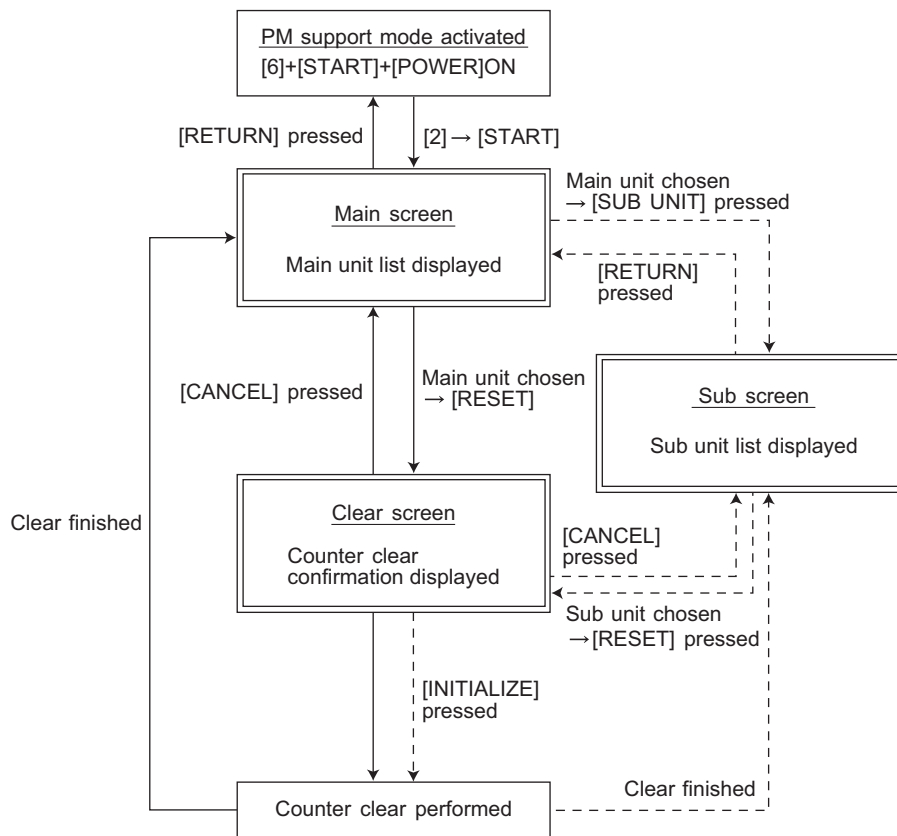 PM support mode activated
[6]+[START]+[POWER]ON
[RETURN] pressed
[2]→ [START]
Main unit chosen
→ [SUB UNIT] pressed
Main screen
Main unit list displayed
[RETURN]
pressed
[CANCEL] pressed
Main unit chosen
→ [RESET]
Sub screen
Sub unit list displayed
Clear finished
Clear screen
Counter clear
confirmation displayed
[CANCEL]
pressed
Sub unit chosen
→[RESET] pressed
[INITIALIZE]
pressed
Clear finished
Counter clear performed